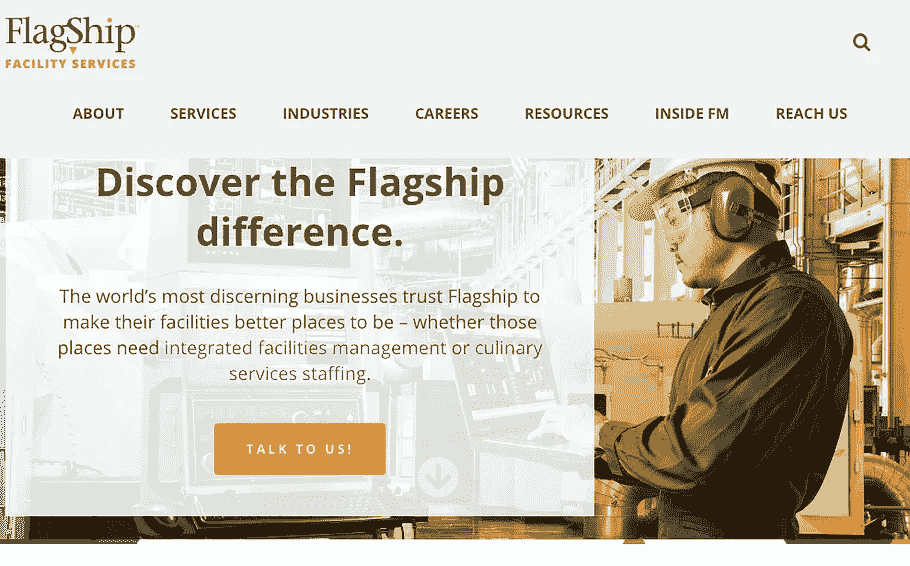 FlagShip
FACILITY SERVICES
ABOUT SERVICES INDUSTRIES CAREERS RESOURCES INSIDE FM REACH US
Discover the Flagship
difference.
The world’s most discerning businesses trust Flagship to
make their facilities better places to be – whether those
places need integrated facilities management or culinary
services staffing.
TALK TO US!